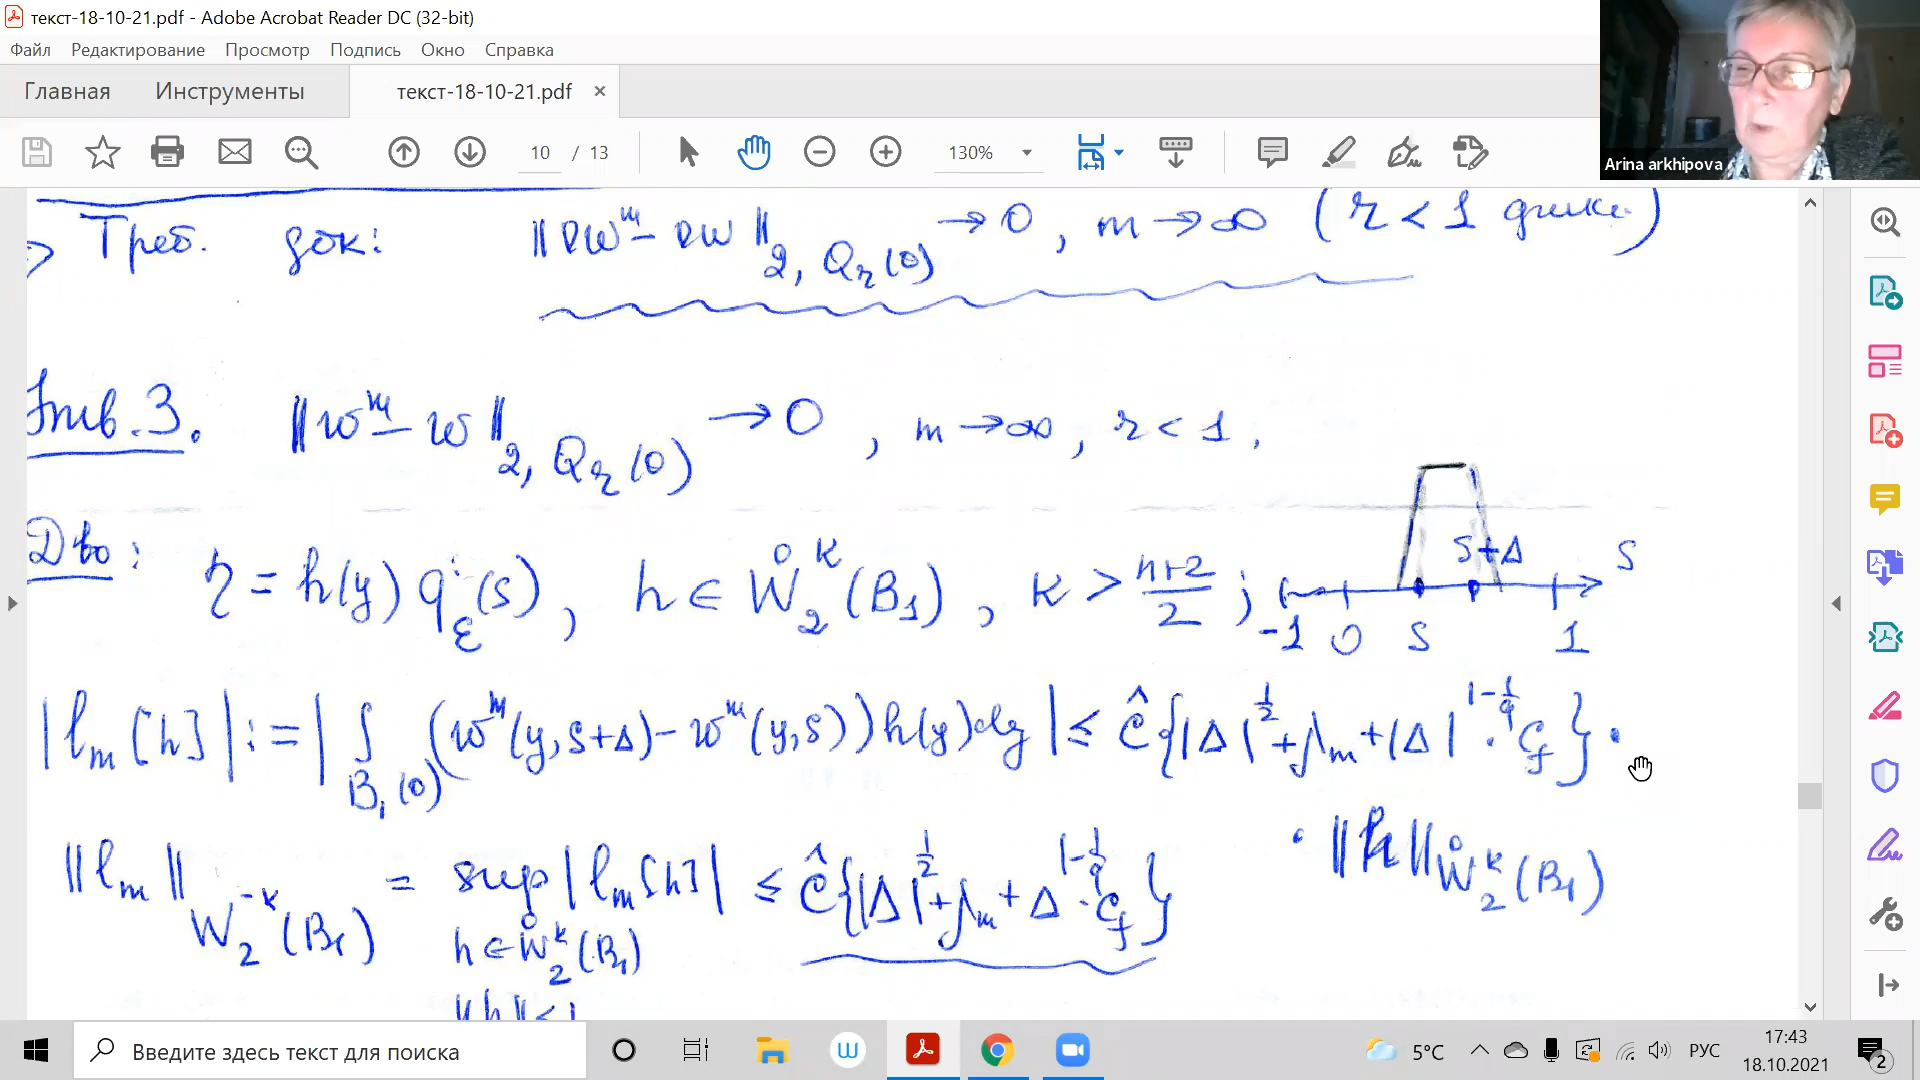 текст-18-10-21.pdf - Adobe Acrobat Reader DC (32-bit)
Файл Редактирование Просмотр Подпись Окно Справка
Главная Инструменты текст-18-10-21.pdf ×
10 / 13 130%
Arina arkhipova
Треб. док: ‖DW^m − DW‖_{2, Q_r(0)} → 0, m → ∞ (r < 1 фикс.)
Утв. 3. ‖w^m − w‖_{2, Q_r(0)} → 0, m → ∞, r < 1.
Д-во: η = h(y) q_ε(s), h ∈ W̊_2^k(B_1), k > (n+2)/2;
S+Δ S
-1 0 S 1
|l_m[h]| := |∫_{B_1(0)} (w^m(y, s+Δ) − w^m(y, s)) h(y) dy| ≤ ĉ{|Δ|^{1/2} + λ_m + |Δ|^{1-1/q} · c_f} ·
· ‖h‖_{W̊_2^k(B_1)}
‖l_m‖_{W_2^{-k}(B_1)} = sup |l_m[h]| ≤ ĉ{|Δ|^{1/2} + λ_m + Δ^{1-1/q} · c_f}
h ∈ W̊_2^k(B_1)
‖h‖ ≤ 1
Введите здесь текст для поиска
5°C РУС 17:43
18.10.2021
2